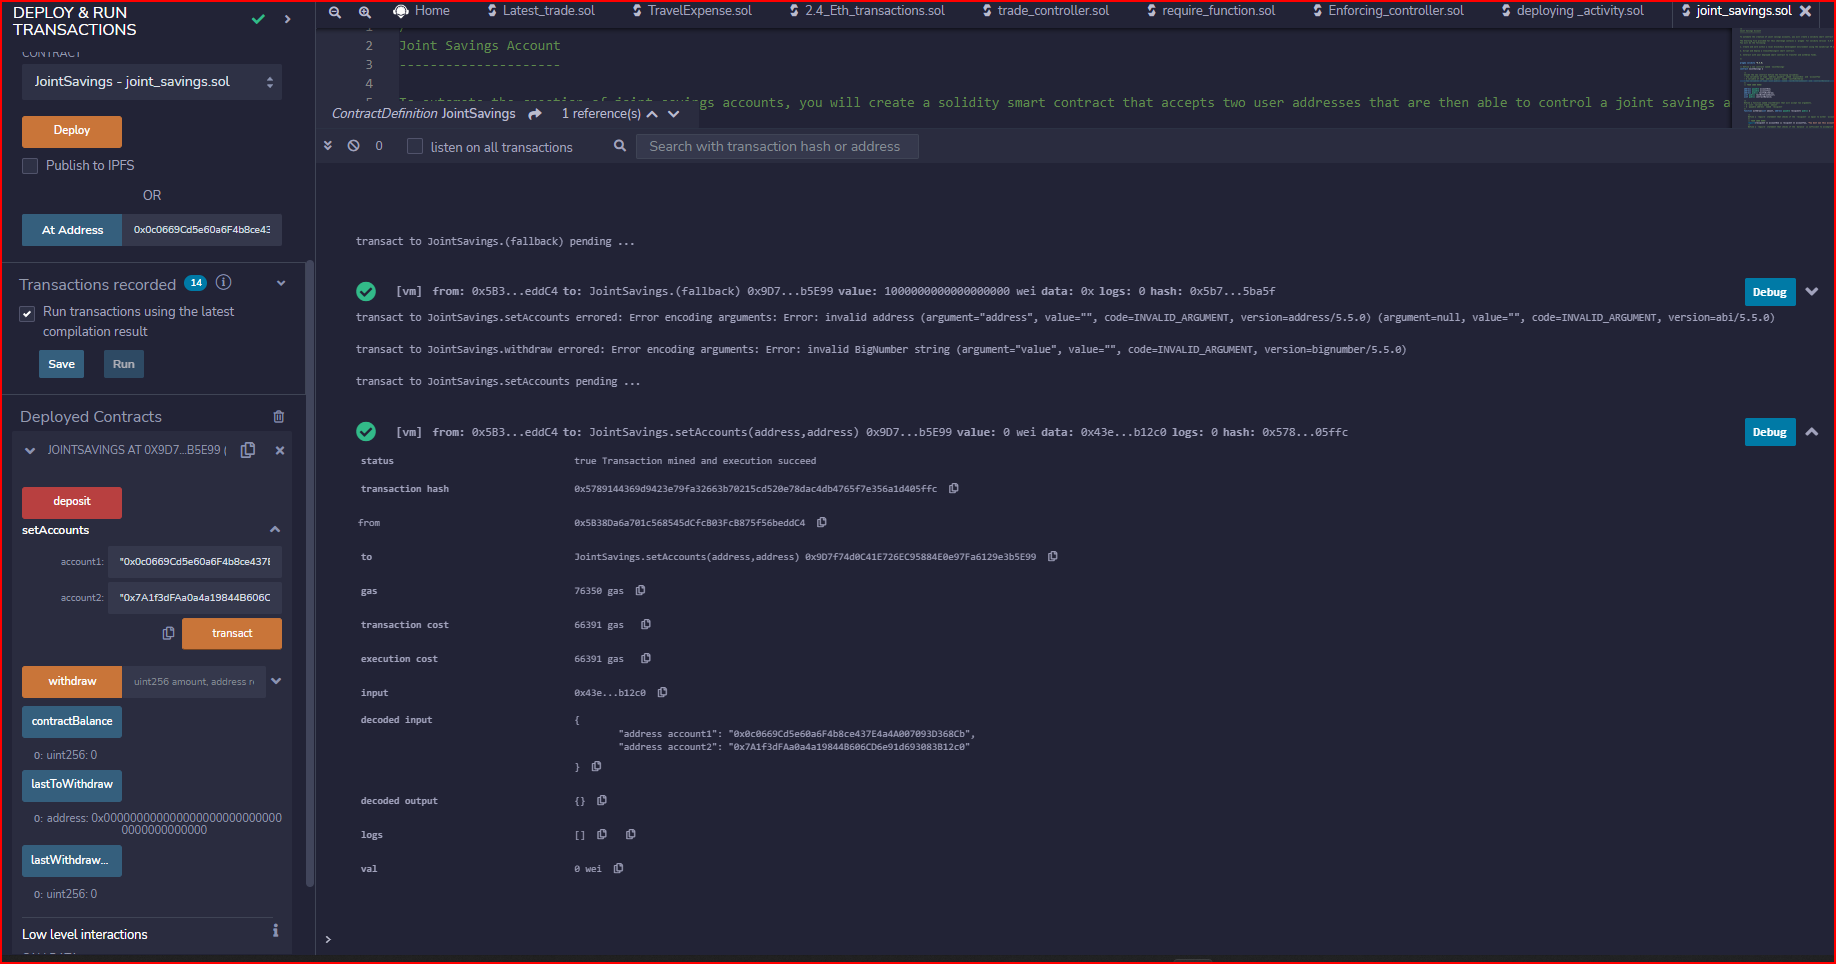 DEPLOY & RUN
TRANSACTIONS
CONTRACT
JointSavings - joint_savings.sol
Deploy
Publish to IPFS
OR
At Address 0x0c0669Cd5e60a6F4b8ce43
Transactions recorded 14
Run transactions using the latest
compilation result
Save Run
Deployed Contracts
JOINTSAVINGS AT 0X9D7...B5E99 (
deposit
setAccounts
account1: "0x0c0669Cd5e60a6F4b8ce437E
account2: "0x7A1f3dFAa0a4a19844B606C
transact
withdraw uint256 amount, address re
contractBalance
0: uint256: 0
lastToWithdraw
0: address: 0x000000000000000000000000000
0000000000000
lastWithdraw...
0: uint256: 0
Low level interactions
Home Latest_trade.sol TravelExpense.sol 2.4_Eth_transactions.sol trade_controller.sol require_function.sol Enforcing_controller.sol deploying _activity.sol joint_savings.sol
2 Joint Savings Account
3 ---------------------
4
To automate the creation of joint savings accounts, you will create a solidity smart contract that accepts two user addresses that are then able to control a joint savings a
ContractDefinition JointSavings 1 reference(s)
0 listen on all transactions Search with transaction hash or address
transact to JointSavings.(fallback) pending ...
[vm] from: 0x5B3...eddC4 to: JointSavings.(fallback) 0x9D7...b5E99 value: 1000000000000000000 wei data: 0x logs: 0 hash: 0x5b7...5ba5f Debug
transact to JointSavings.setAccounts errored: Error encoding arguments: Error: invalid address (argument="address", value="", code=INVALID_ARGUMENT, version=address/5.5.0) (argument=null, value="", code=INVALID_ARGUMENT, version=abi/5.5.0)
transact to JointSavings.withdraw errored: Error encoding arguments: Error: invalid BigNumber string (argument="value", value="", code=INVALID_ARGUMENT, version=bignumber/5.5.0)
transact to JointSavings.setAccounts pending ...
[vm] from: 0x5B3...eddC4 to: JointSavings.setAccounts(address,address) 0x9D7...b5E99 value: 0 wei data: 0x43e...b12c0 logs: 0 hash: 0x578...05ffc Debug
status true Transaction mined and execution succeed
transaction hash 0x5789144369d9423e79fa32663b70215cd520e78dac4db4765f7e356a1d405ffc
from 0x5B38Da6a701c568545dCfcB03FcB875f56beddC4
to JointSavings.setAccounts(address,address) 0x9D7f74d0C41E726EC95884E0e97Fa6129e3b5E99
gas 76350 gas
transaction cost 66391 gas
execution cost 66391 gas
input 0x43e...b12c0
decoded input {
"address account1": "0x0c0669Cd5e60a6F4b8ce437E4a4A007093D368Cb",
"address account2": "0x7A1f3dFAa0a4a19844B606CD6e91d693083B12c0"
}
decoded output {}
logs []
val 0 wei
>